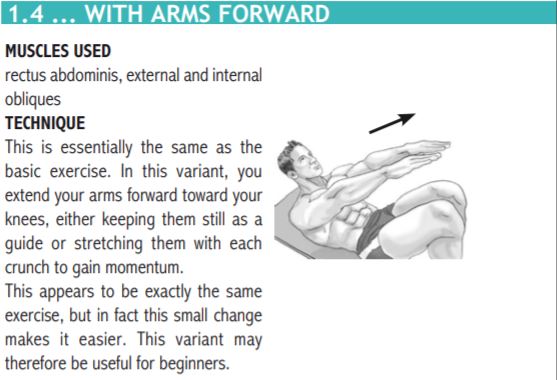 1.4 ... WITH ARMS FORWARD
MUSCLES USED
rectus abdominis, external and internal
obliques
TECHNIQUE
This is essentially the same as the
basic exercise. In this variant, you
extend your arms forward toward your
knees, either keeping them still as a
guide or stretching them with each
crunch to gain momentum.
This appears to be exactly the same
exercise, but in fact this small change
makes it easier. This variant may
therefore be useful for beginners.